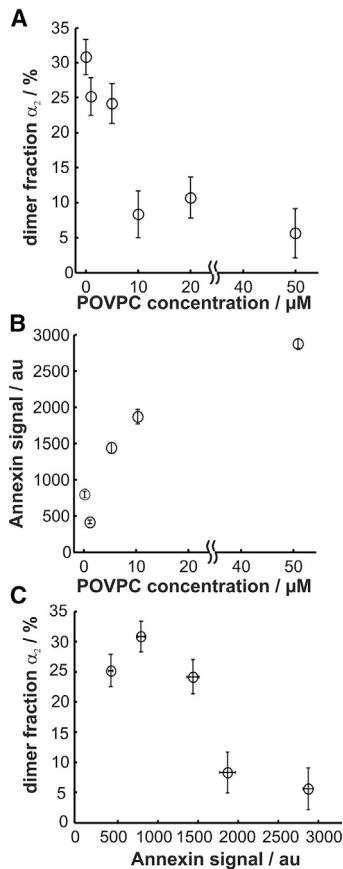 A
dimer fraction α₂ / %
35
30
25
20
15
10
5
0
0 10 20 40 50
POVPC concentration / µM
B
Annexin signal / au
3000
2500
2000
1500
1000
500
0
0 10 20 40 50
POVPC concentration / µM
C
dimer fraction α₂ / %
35
30
25
20
15
10
5
0
0 500 1000 1500 2000 2500 3000
Annexin signal / au